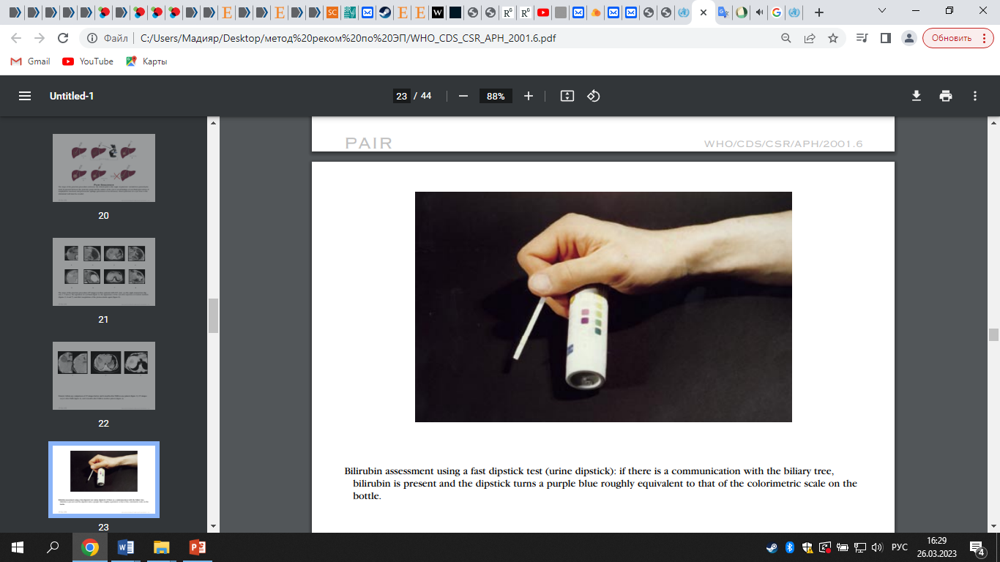 Файл
C:/Users/Мадияр/Desktop/метод%20реком%20по%20ЭП/WHO_CDS_CSR_APH_2001.6.pdf
Обновить
Gmail
YouTube
Карты
Untitled-1
23 / 44
88%
20
21
22
23
PAIR
WHO/CDS/CSR/APH/2001.6
Bilirubin assessment using a fast dipstick test (urine dipstick): if there is a communication with the biliary tree,
bilirubin is present and the dipstick turns a purple blue roughly equivalent to that of the colorimetric scale on the
bottle.
РУС
16:29
26.03.2023
4